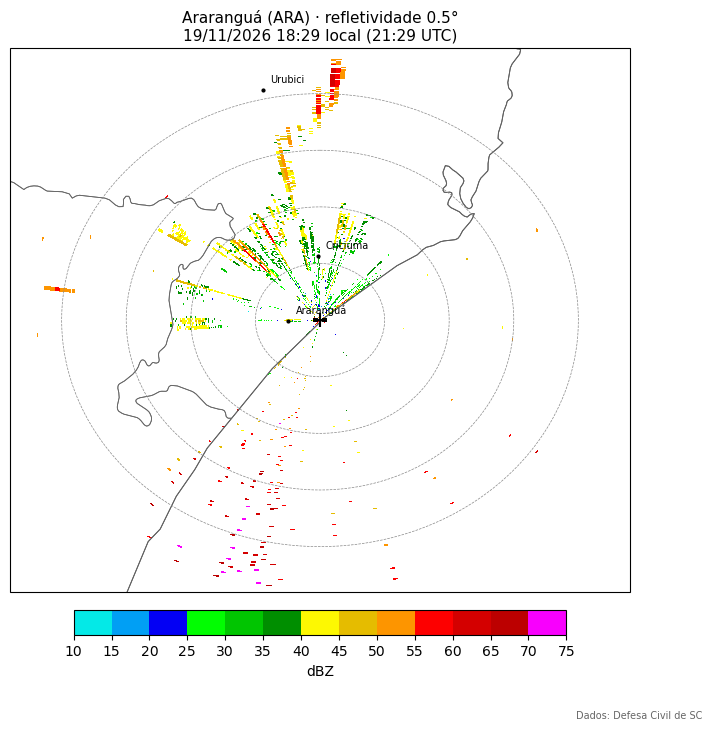 Araranguá (ARA) · refletividade 0.5°
19/11/2026 18:29 local (21:29 UTC)
Urubici
Criciúma
Araranguá
10 15 20 25 30 35 40 45 50 55 60 65 70 75
dBZ
Dados: Defesa Civil de SC